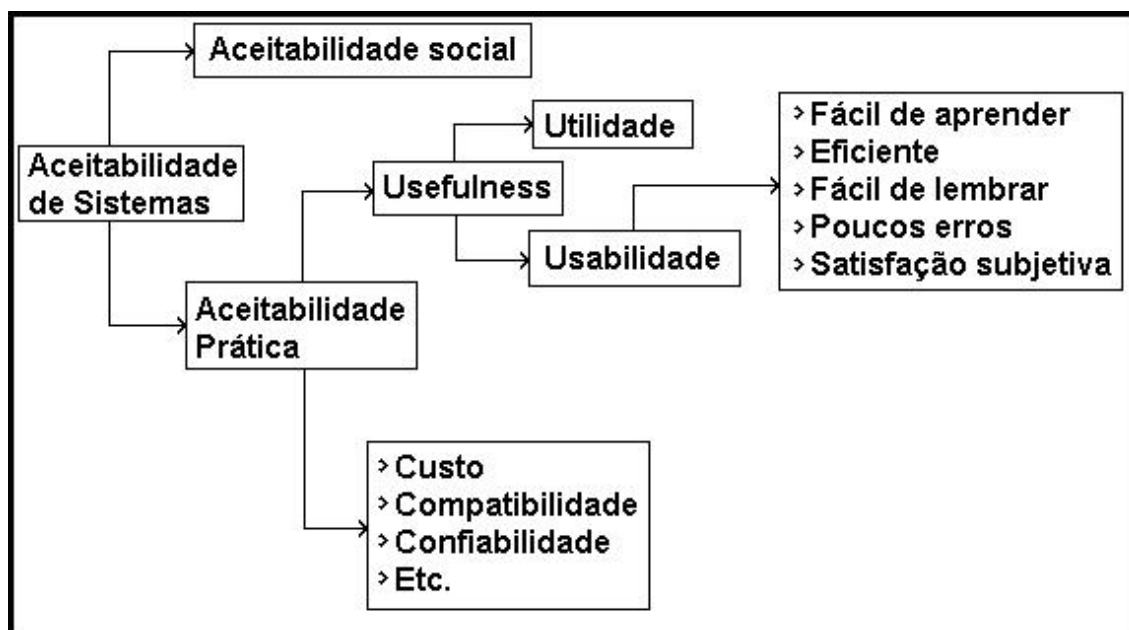 Aceitabilidade social
Aceitabilidade
de Sistemas
Utilidade
Usefulness
Usabilidade
> Fácil de aprender
> Eficiente
> Fácil de lembrar
> Poucos erros
> Satisfação subjetiva
Aceitabilidade
Prática
> Custo
> Compatibilidade
> Confiabilidade
> Etc.